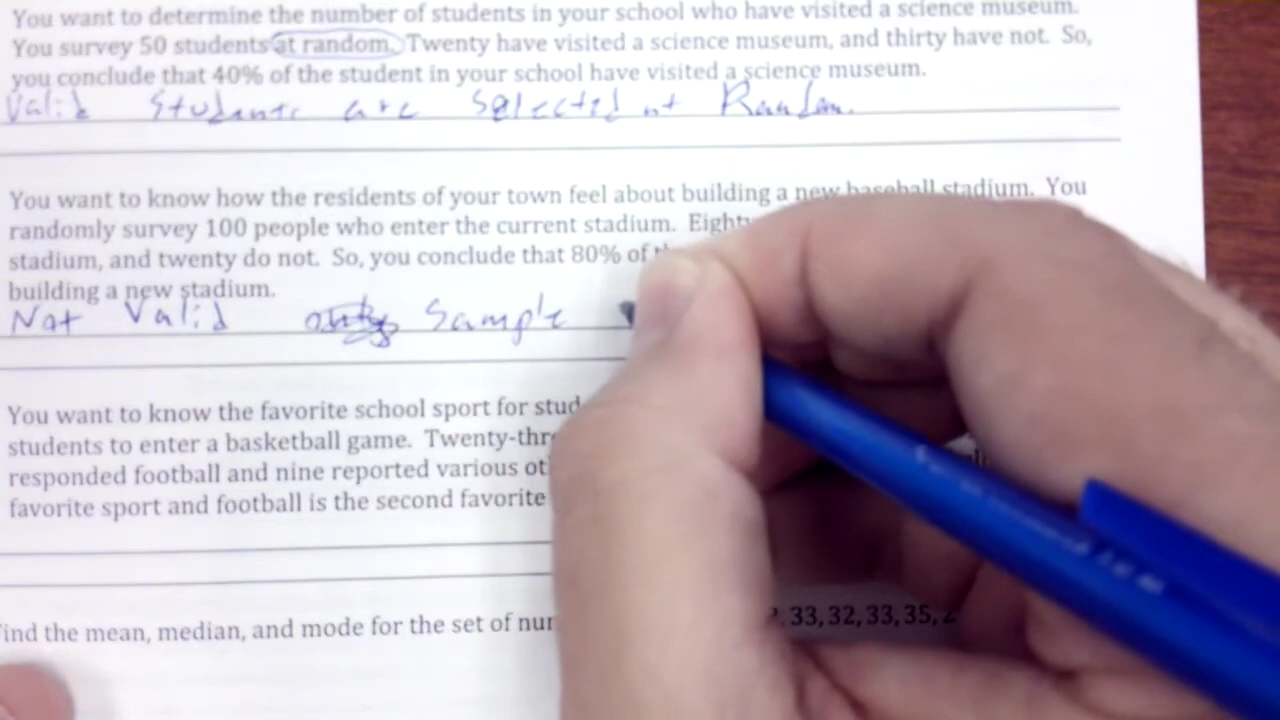 You want to determine the number of students in your school who have visited a science museum.
You survey 50 students at random. Twenty have visited a science museum, and thirty have not. So,
you conclude that 40% of the student in your school have visited a science museum.
Valid Students are Selected at Random.
You want to know how the residents of your town feel about building a new baseball stadium. You
randomly survey 100 people who enter the current stadium. Eighty
stadium, and twenty do not. So, you conclude that 80% of
building a new stadium.
Not Valid only Sample
You want to know the favorite school sport for stud
students to enter a basketball game. Twenty-thr
responded football and nine reported various ot
favorite sport and football is the second favorite
ind the mean, median, and mode for the set of nu 33, 32, 33, 35,